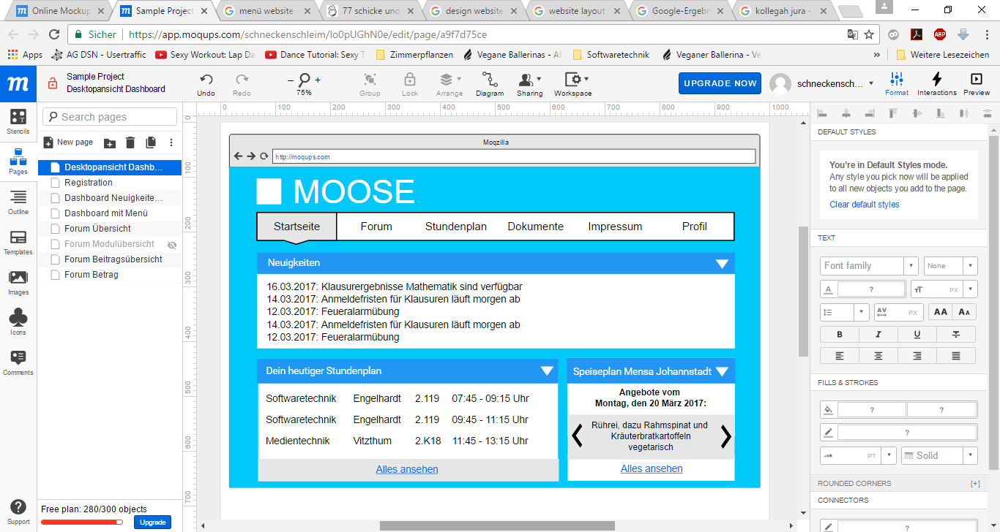 Online Mockup
Sample Project
menü website
77 schicke und
design website
website layout
Google-Ergebn
kollegah jura -
Sicher https://app.moqups.com/schneckenschleim/Io0pUGhN0e/edit/page/a9f7d75ce
Apps AG DSN - Usertraffic Sexy Workout: Lap Da Dance Tutorial: Sexy T Zimmerpflanzen Vegane Ballerinas - Al Softwaretechnik Veganer Ballerina - Ve » Weitere Lesezeichen
m
Sample Project
Desktopansicht Dashboard
Undo Redo 75% Group Lock Arrange Diagram Sharing Workspace
UPGRADE NOW
schneckensch...
Format Interactions Preview
Stencils
Pages
Outline
Templates
Images
Icons
Comments
Support
Search pages
New page
Desktopansicht Dashb...
Registration
Dashboard Neuigkeite...
Dashboard mit Menü
Forum Übersicht
Forum Modulübersicht
Forum Beitragsübersicht
Forum Betrag
Free plan: 280/300 objects
Upgrade
0 100 200 300 400 500 600 700 800 900 1000
0
100
200
300
400
500
600
700
Moqzilla
http://moqups.com
MOOSE
Startseite Forum Stundenplan Dokumente Impressum Profil
Neuigkeiten
16.03.2017: Klausurergebnisse Mathematik sind verfügbar
14.03.2017: Anmeldefristen für Klausuren läuft morgen ab
12.03.2017: Feueralarmübung
14.03.2017: Anmeldefristen für Klausuren läuft morgen ab
12.03.2017: Feueralarmübung
Dein heutiger Stundenplan
Softwaretechnik Engelhardt 2.119 07:45 - 09:15 Uhr
Softwaretechnik Engelhardt 2.119 09:45 - 11:15 Uhr
Medientechnik Vitzthum 2.K18 11:45 - 13:15 Uhr
Alles ansehen
Speiseplan Mensa Johannstadt
Angebote vom
Montag, den 20 März 2017:
Rührei, dazu Rahmspinat und
Kräuterbratkartoffeln
vegetarisch
Alles ansehen
DEFAULT STYLES
You're in Default Styles mode.
Any style you pick now will be applied
to all new objects you add to the page.
Clear default styles
TEXT
Font family None
A ? TT PX
AV PX AA AA
B I U T
FILLS & STROKES
? ?
?
PT Solid
ROUNDED CORNERS [+]
CONNECTORS
?